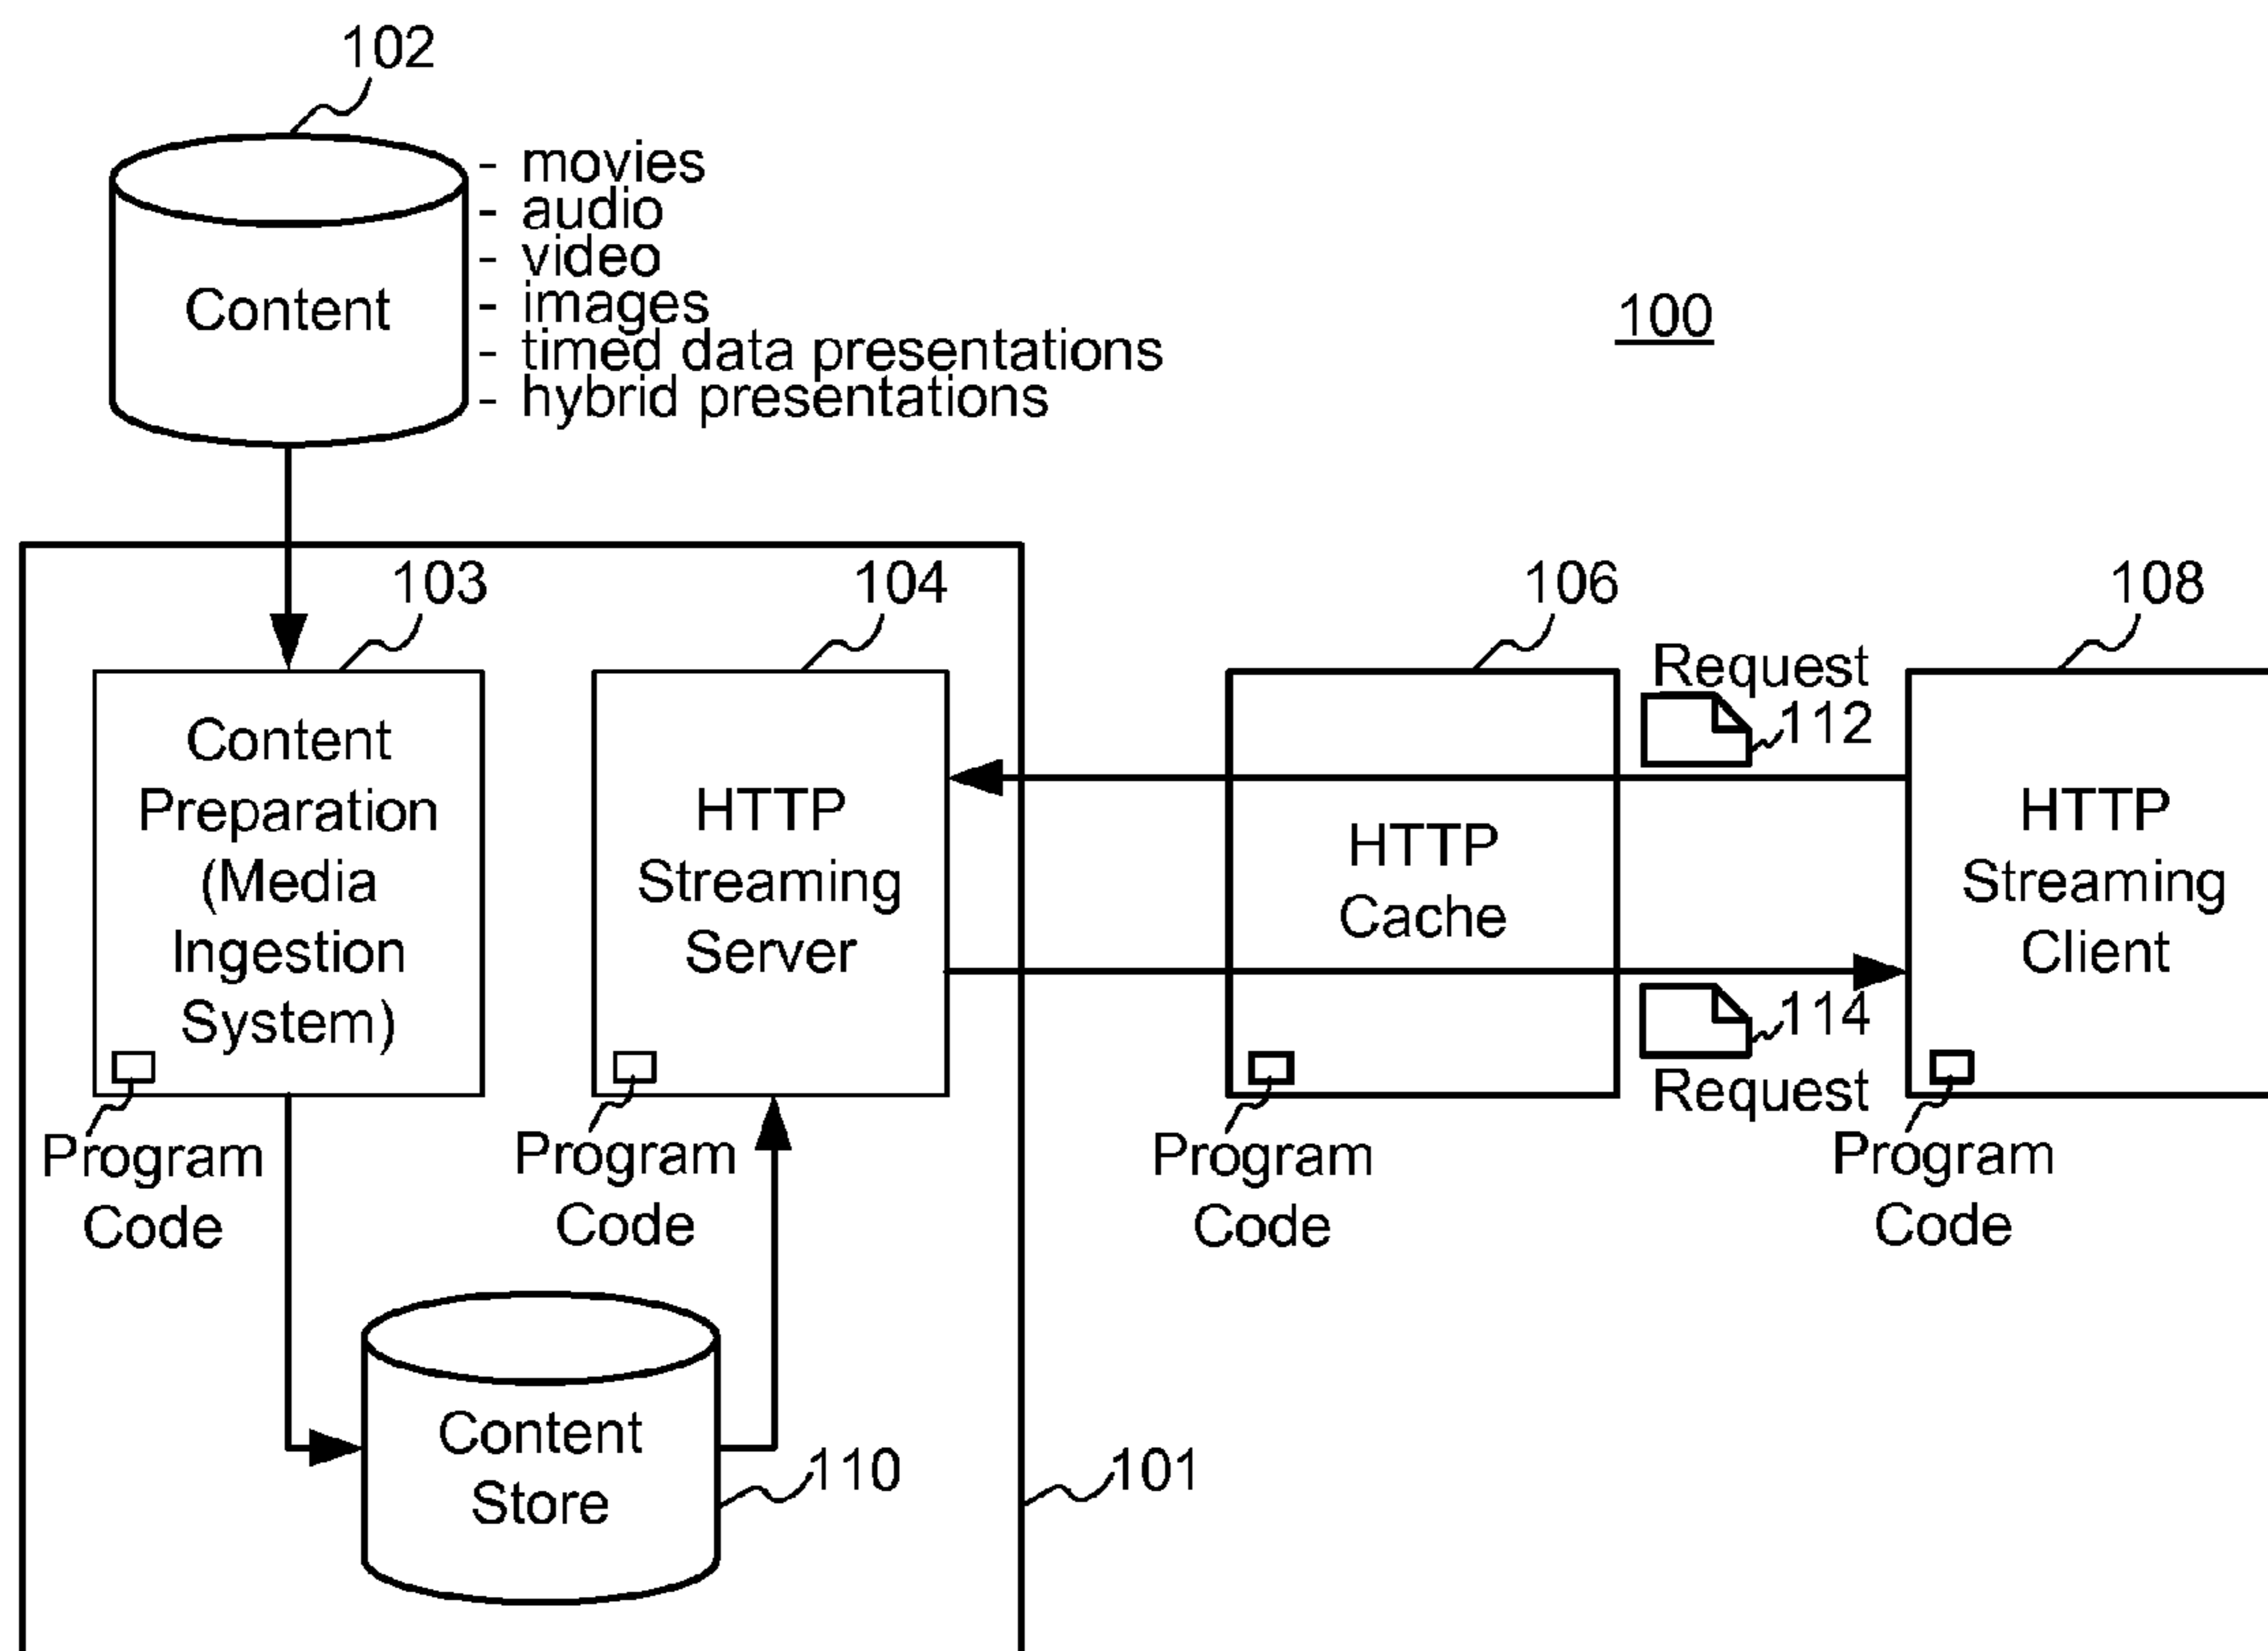 102
Content
- movies
- audio
- video
- images
- timed data presentations
- hybrid presentations
100
103
104
106
108
Content
Preparation
(Media
Ingestion
System)
Program
Code
HTTP
Streaming
Server
Program
Code
HTTP
Cache
Program
Code
Request
112
114
Request
HTTP
Streaming
Client
Program
Code
Content
Store
110
101